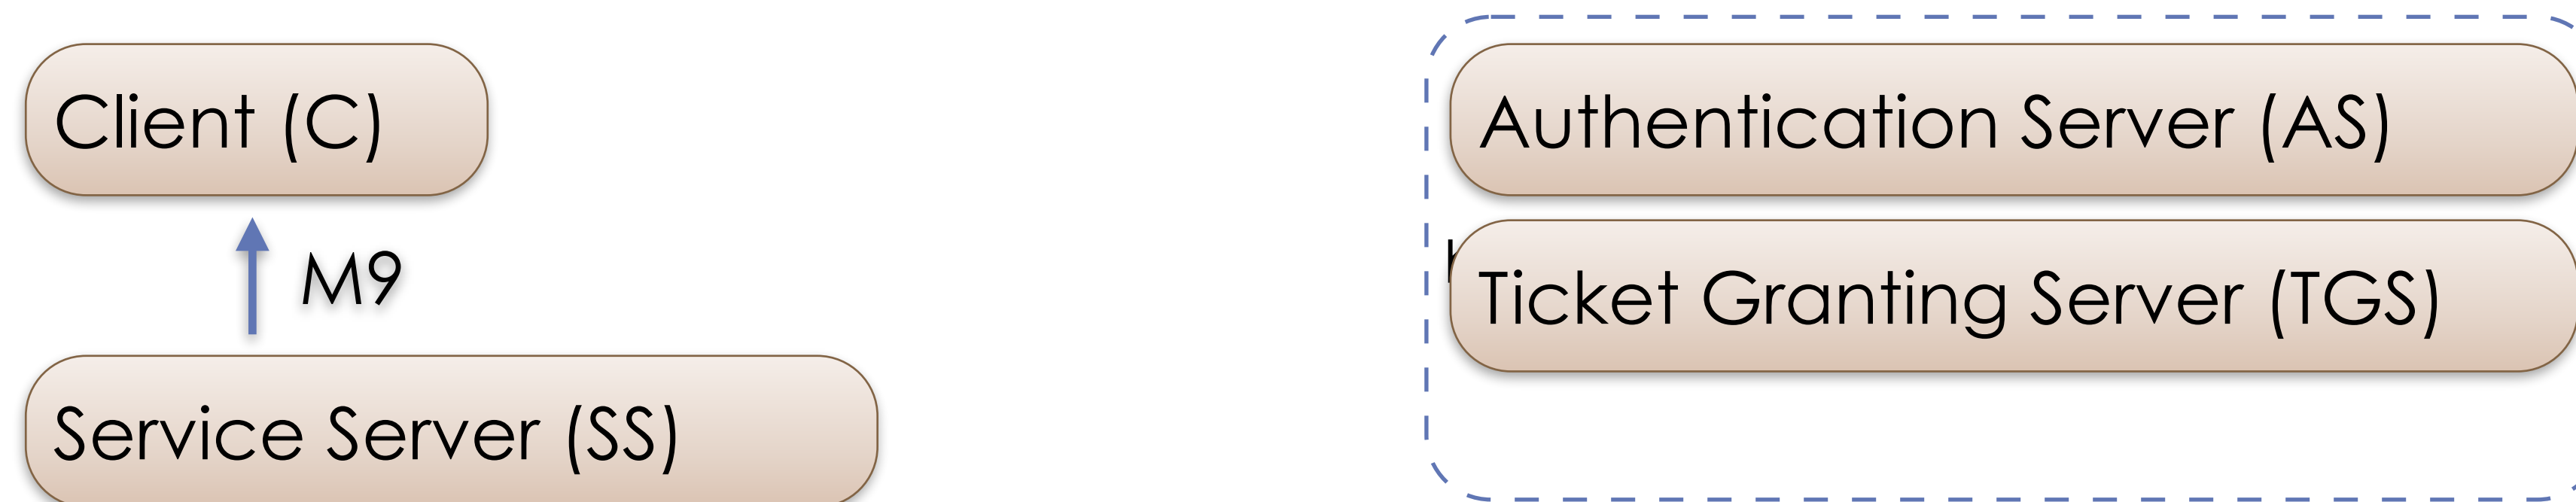 Client (C)
Authentication Server (AS)
M9
Ticket Granting Server (TGS)
Service Server (SS)